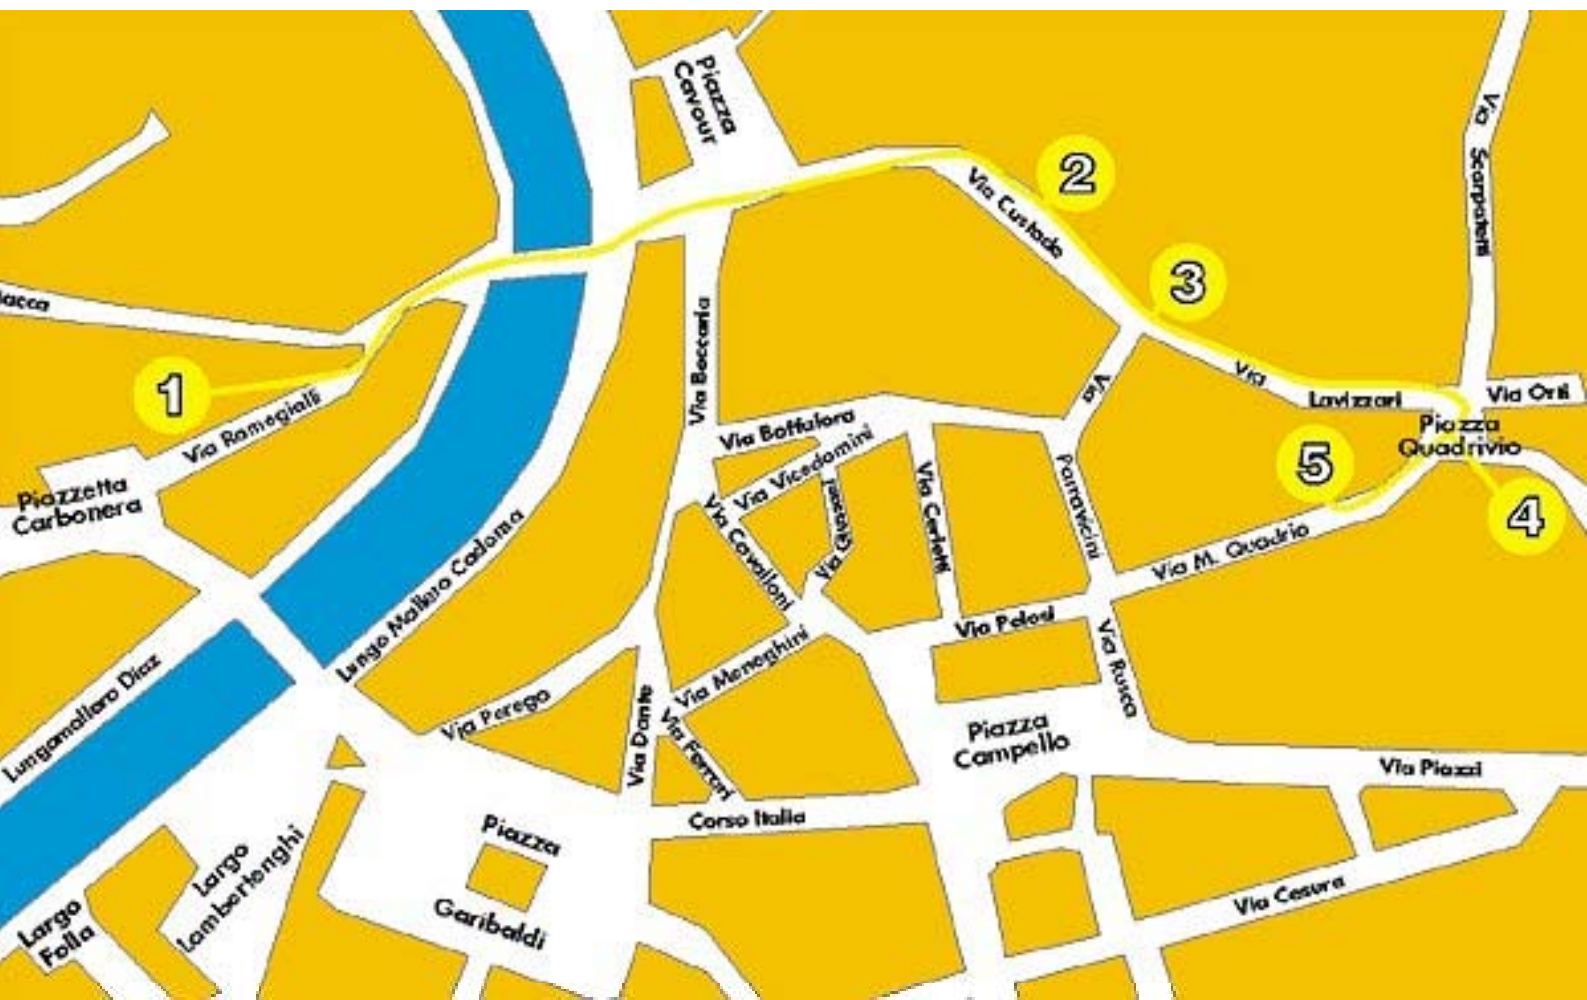 Piazza
Cavour
2
Via Custode
3
Via Scarpatetti
Via Beccaria
1
Via Ramegialli
Via
Lavizzari
Via Orti
Piazza
Quadrivio
Via
Parravicini
5
4
Via Boffalora
Via Vicedomini
Via Cavalloni
Via Cerletti
Via M. Quadrio
Piazzetta
Carbonera
Lungo Mallero Cadorna
Via Pelosi
Via Meneghini
Via Rusca
Lungomallero Diaz
Via Perego
Via Dante
Via Ferrari
Piazza
Campello
Via Piazzi
Corso Italia
Piazza
Garibaldi
Largo
Lambertenghi
Largo
Folla
Via Cesura